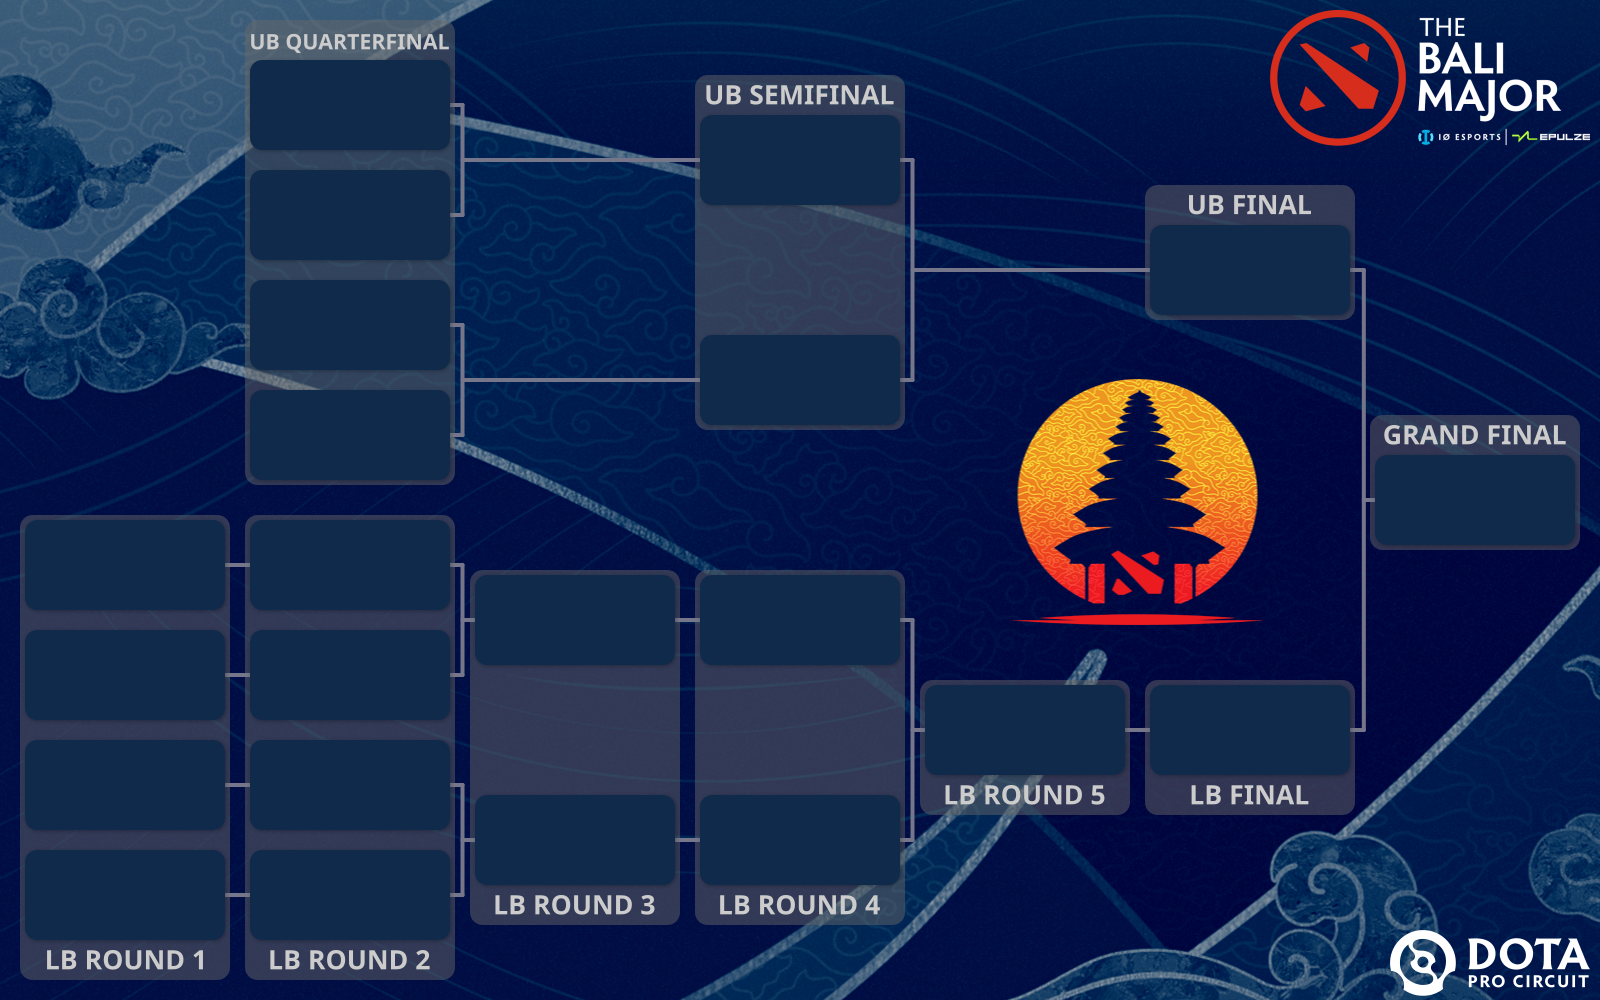 UB QUARTERFINAL
UB SEMIFINAL
THE
BALI
MAJOR
IØ ESPORTS | EPULZE
UB FINAL
GRAND FINAL
LB ROUND 5
LB FINAL
LB ROUND 3
LB ROUND 4
LB ROUND 1
LB ROUND 2
DOTA
PRO CIRCUIT